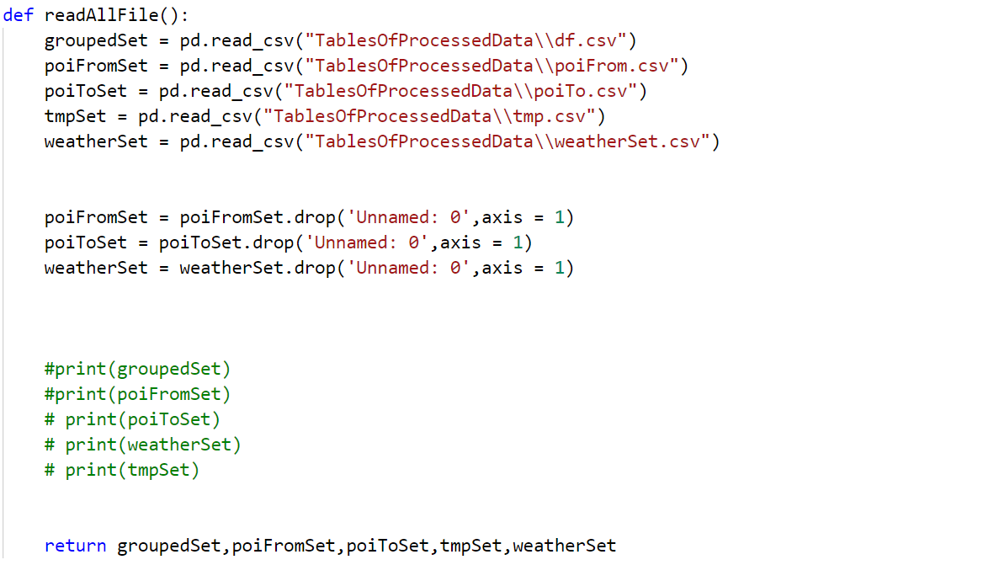 def readAllFile():
    groupedSet = pd.read_csv("TablesOfProcessedData\\df.csv")
    poiFromSet = pd.read_csv("TablesOfProcessedData\\poiFrom.csv")
    poiToSet = pd.read_csv("TablesOfProcessedData\\poiTo.csv")
    tmpSet = pd.read_csv("TablesOfProcessedData\\tmp.csv")
    weatherSet = pd.read_csv("TablesOfProcessedData\\weatherSet.csv")
    poiFromSet = poiFromSet.drop('Unnamed: 0',axis = 1)
    poiToSet = poiToSet.drop('Unnamed: 0',axis = 1)
    weatherSet = weatherSet.drop('Unnamed: 0',axis = 1)
    #print(groupedSet)
    #print(poiFromSet)
    # print(poiToSet)
    # print(weatherSet)
    # print(tmpSet)
    return groupedSet,poiFromSet,poiToSet,tmpSet,weatherSet